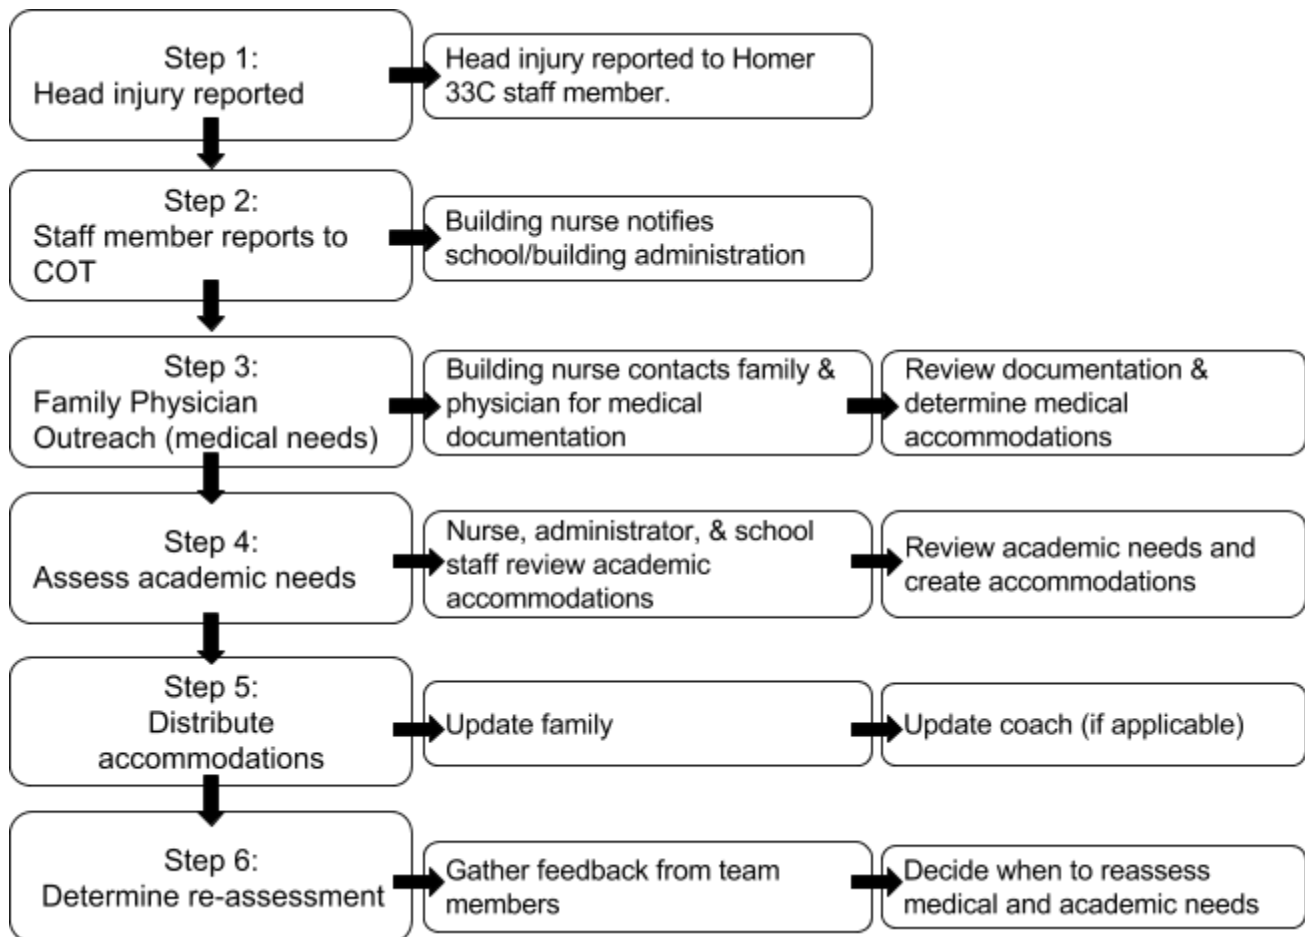 Step 1:
Head injury reported
Head injury reported to Homer
33C staff member.
Step 2:
Staff member reports to
COT
Building nurse notifies
school/building administration
Step 3:
Family Physician
Outreach (medical needs)
Building nurse contacts family &
physician for medical
documentation
Review documentation &
determine medical
accommodations
Step 4:
Assess academic needs
Nurse, administrator, & school
staff review academic
accommodations
Review academic needs and
create accommodations
Step 5:
Distribute
accommodations
Update family
Update coach (if applicable)
Step 6:
Determine re-assessment
Gather feedback from team
members
Decide when to reassess
medical and academic needs